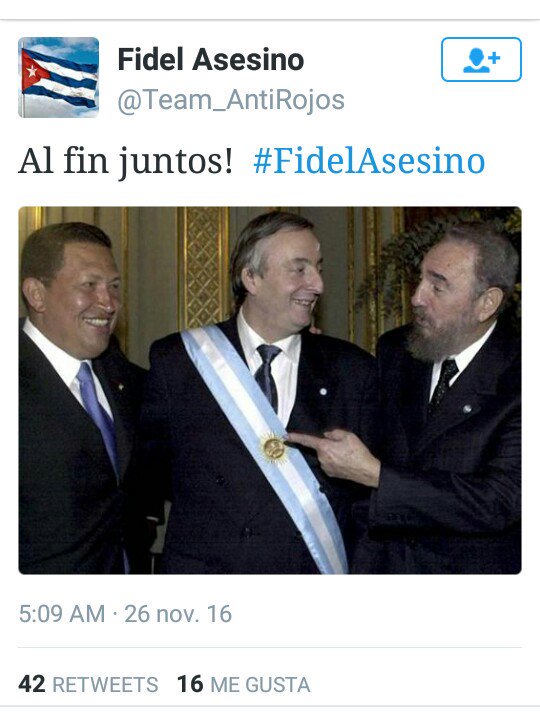 Fidel Asesino
@Team_AntiRojos
Al fin juntos! #FidelAsesino
5:09 AM · 26 nov. 16
42 RETWEETS 16 ME GUSTA